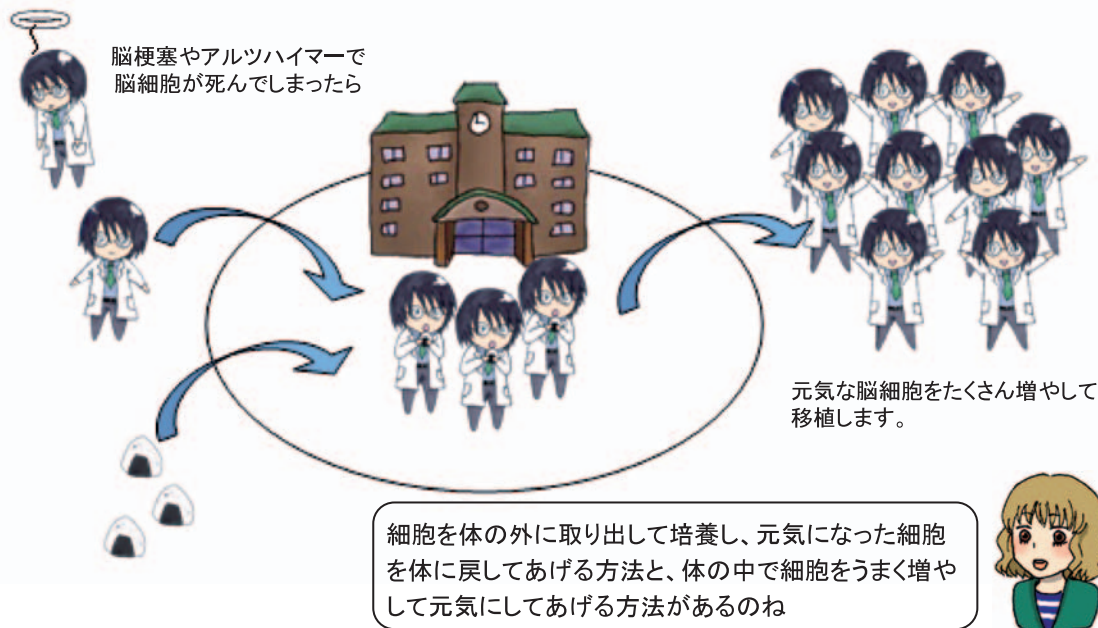 脳梗塞やアルツハイマーで
脳細胞が死んでしまったら
元気な脳細胞をたくさん増やして
移植します。
細胞を体の外に取り出して培養し、元気になった細胞
を体に戻してあげる方法と、体の中で細胞をうまく増や
して元気にしてあげる方法があるのね